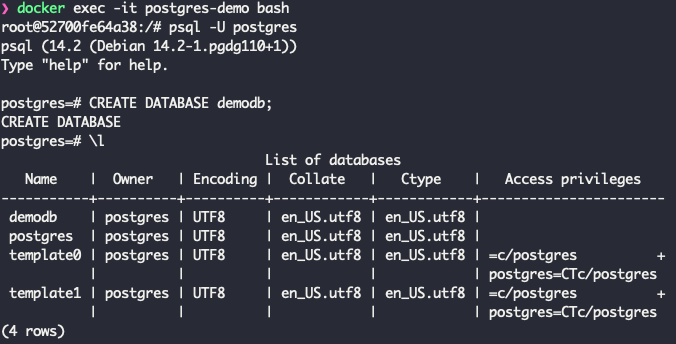 ❯ docker exec -it postgres-demo bash
root@52700fe64a38:/# psql -U postgres
psql (14.2 (Debian 14.2-1.pgdg110+1))
Type "help" for help.

postgres=# CREATE DATABASE demodb;
CREATE DATABASE
postgres=# \l
                             List of databases
   Name    |  Owner   | Encoding |  Collate   |   Ctype    |   Access privileges
-----------+----------+----------+------------+------------+-----------------------
 demodb    | postgres | UTF8     | en_US.utf8 | en_US.utf8 |
 postgres  | postgres | UTF8     | en_US.utf8 | en_US.utf8 |
 template0 | postgres | UTF8     | en_US.utf8 | en_US.utf8 | =c/postgres          +
           |          |          |            |            | postgres=CTc/postgres
 template1 | postgres | UTF8     | en_US.utf8 | en_US.utf8 | =c/postgres          +
           |          |          |            |            | postgres=CTc/postgres
(4 rows)